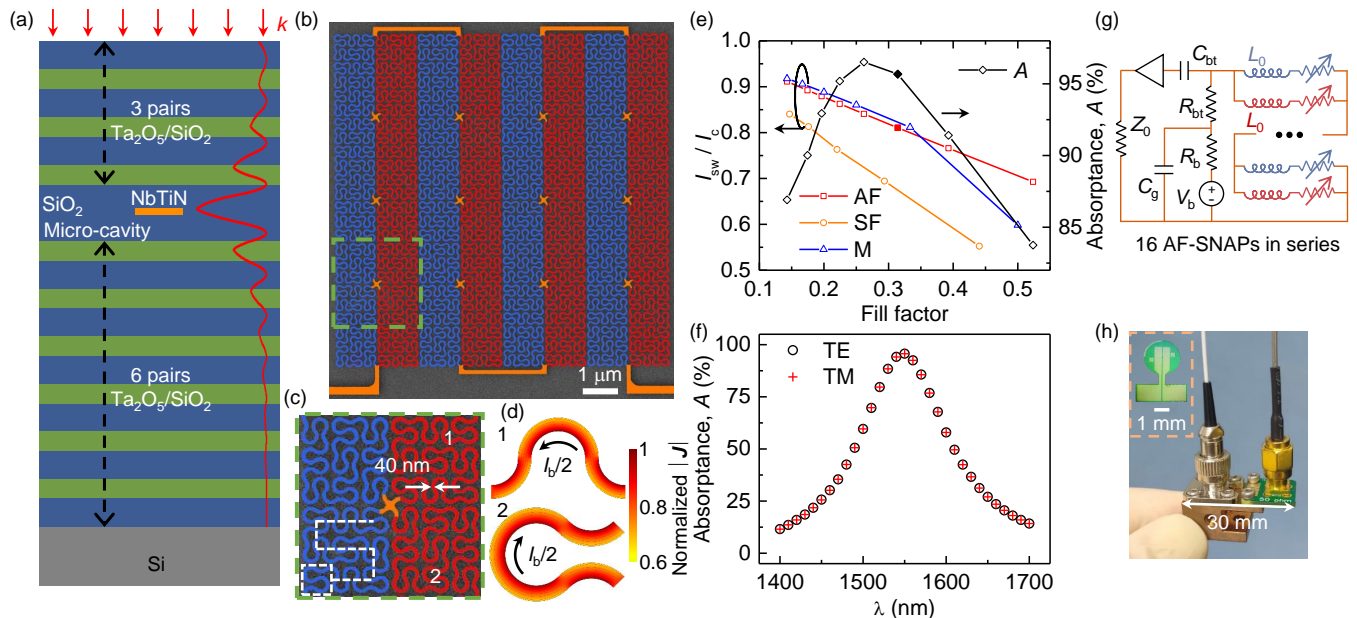 (a)
k
3 pairs
Ta2O5/SiO2
SiO2
NbTiN
Micro-cavity
6 pairs
Ta2O5/SiO2
Si
(b)
1 μm
(c)
1
40 nm
2
(d)
1
Ib/2
2
Ib/2
1
0.8
0.6
Normalized |J|
(e)
1.0
0.9
0.8
0.7
0.6
0.5
Isw / Ic
0.1
0.2
0.3
0.4
0.5
Fill factor
95
90
85
Absorptance, A (%)
A
AF
SF
M
(f)
100
75
50
25
0
Absorptance, A (%)
TE
TM
1400
1500
1600
1700
λ (nm)
(g)
Cbt
L0
Rbt
L0
Z0
Rb
Cg
Vb
+
−
16 AF-SNAPs in series
(h)
1 mm
50 ohm
30 mm